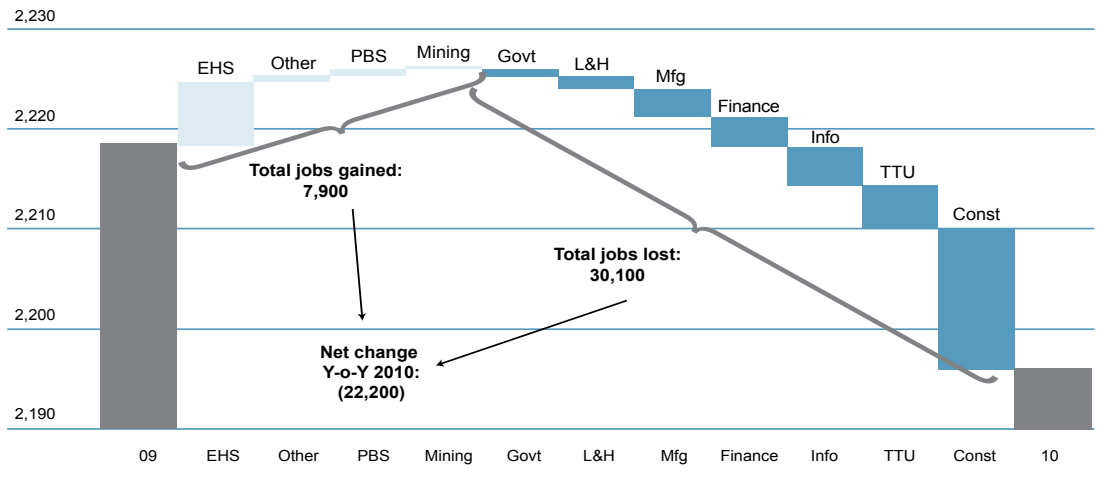 2,230
EHS
Other
PBS
Mining
Govt
L&H
Mfg
Finance
Info
TTU
Const
2,220
Total jobs gained:
7,900
2,210
Total jobs lost:
30,100
2,200
Net change
Y-o-Y 2010:
(22,200)
2,190
09 EHS Other PBS Mining Govt L&H Mfg Finance Info TTU Const 10